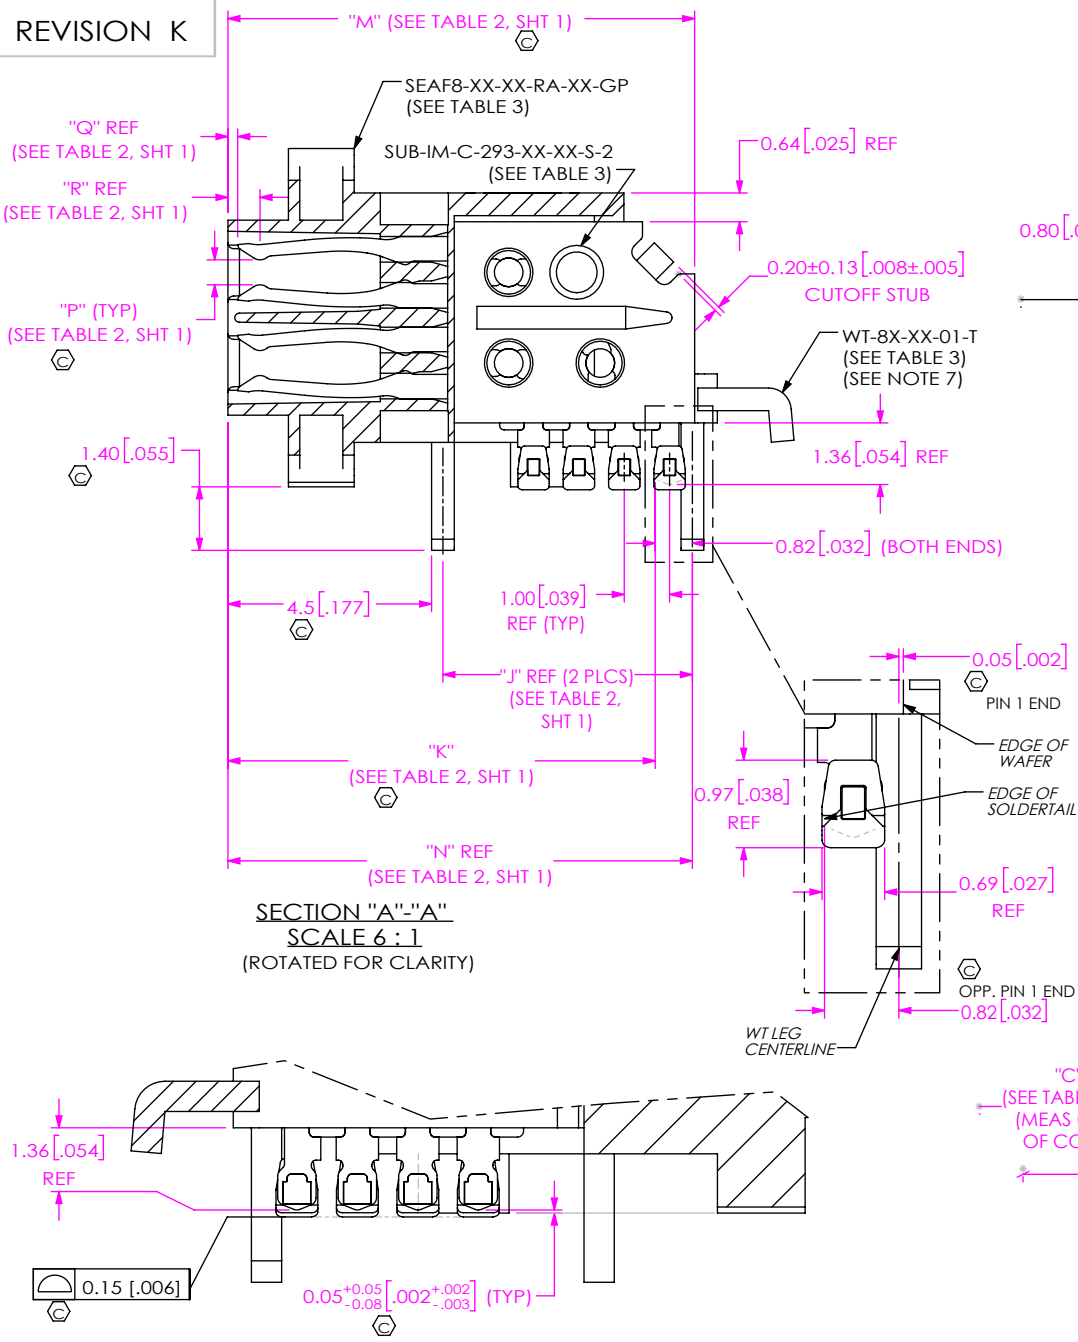 REVISION K
"M" (SEE TABLE 2, SHT 1)
C
SEAF8-XX-XX-RA-XX-GP
(SEE TABLE 3)
"Q" REF
(SEE TABLE 2, SHT 1)
SUB-IM-C-293-XX-XX-S-2
(SEE TABLE 3)
0.64[.025] REF
"R" REF
(SEE TABLE 2, SHT 1)
0.80[.0
0.20±0.13[.008±.005]
CUTOFF STUB
"P" (TYP)
(SEE TABLE 2, SHT 1)
C
WT-8X-XX-01-T
(SEE TABLE 3)
(SEE NOTE 7)
1.40[.055]
C
1.36[.054] REF
0.82[.032] (BOTH ENDS)
4.5[.177]
C
1.00[.039]
REF (TYP)
"J" REF (2 PLCS)
(SEE TABLE 2,
SHT 1)
0.05[.002]
C
PIN 1 END
EDGE OF
WAFER
"K"
(SEE TABLE 2, SHT 1)
C
0.97[.038]
REF
EDGE OF
SOLDERTAIL
"N" REF
(SEE TABLE 2, SHT 1)
0.69[.027]
REF
SECTION "A"-"A"
SCALE 6 : 1
(ROTATED FOR CLARITY)
C
OPP. PIN 1 END
0.82[.032]
WT LEG
CENTERLINE
"C"
(SEE TABL
(MEAS
OF CO
1.36[.054]
REF
0.15 [.006]
C
0.05+0.05-0.08[.002+.002-.003] (TYP)
C